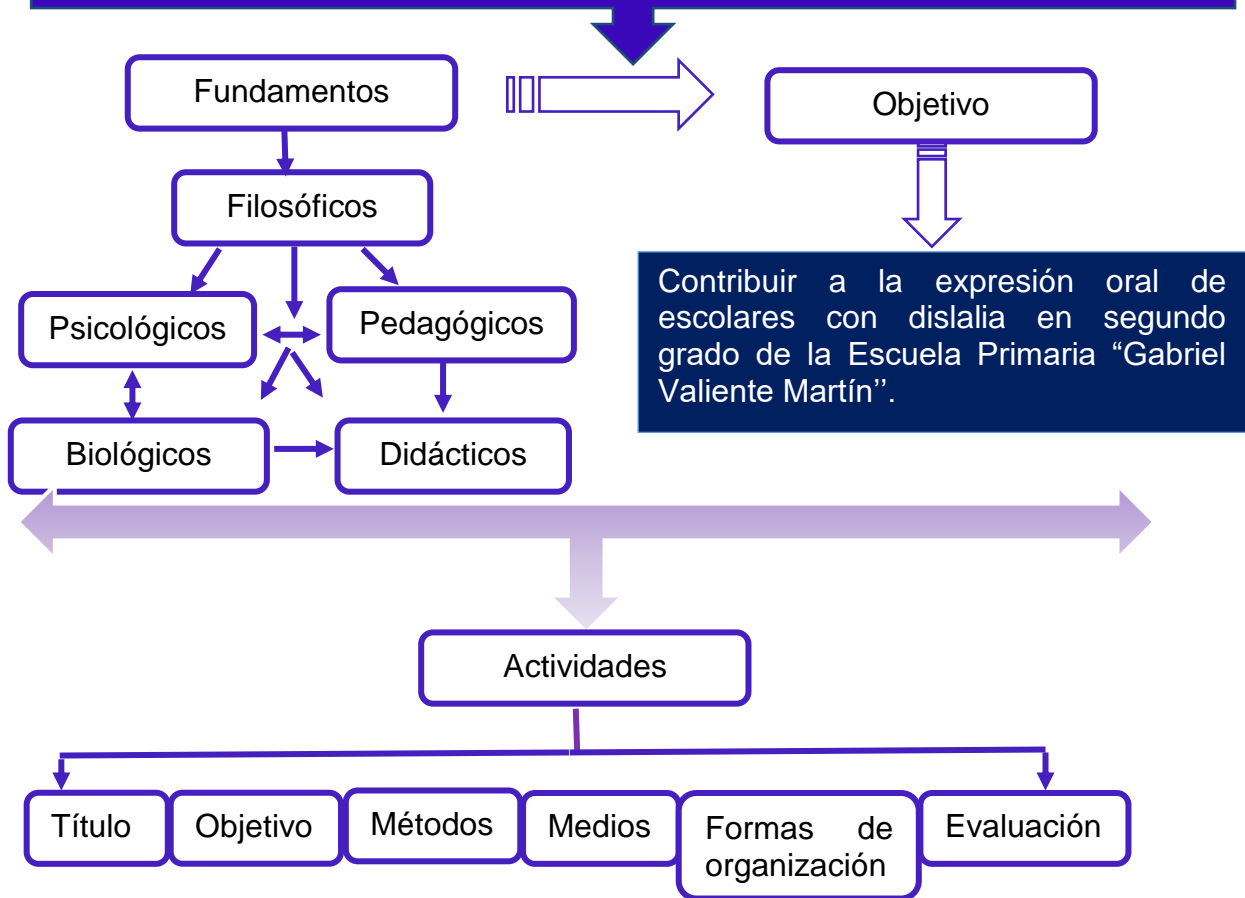 Fundamentos
Objetivo
Filosóficos
Psicológicos
Pedagógicos
Contribuir a la expresión oral de
escolares con dislalia en segundo
grado de la Escuela Primaria “Gabriel
Valiente Martín’’.
Biológicos
Didácticos
Actividades
Título
Objetivo
Métodos
Medios
Formas de
organización
Evaluación